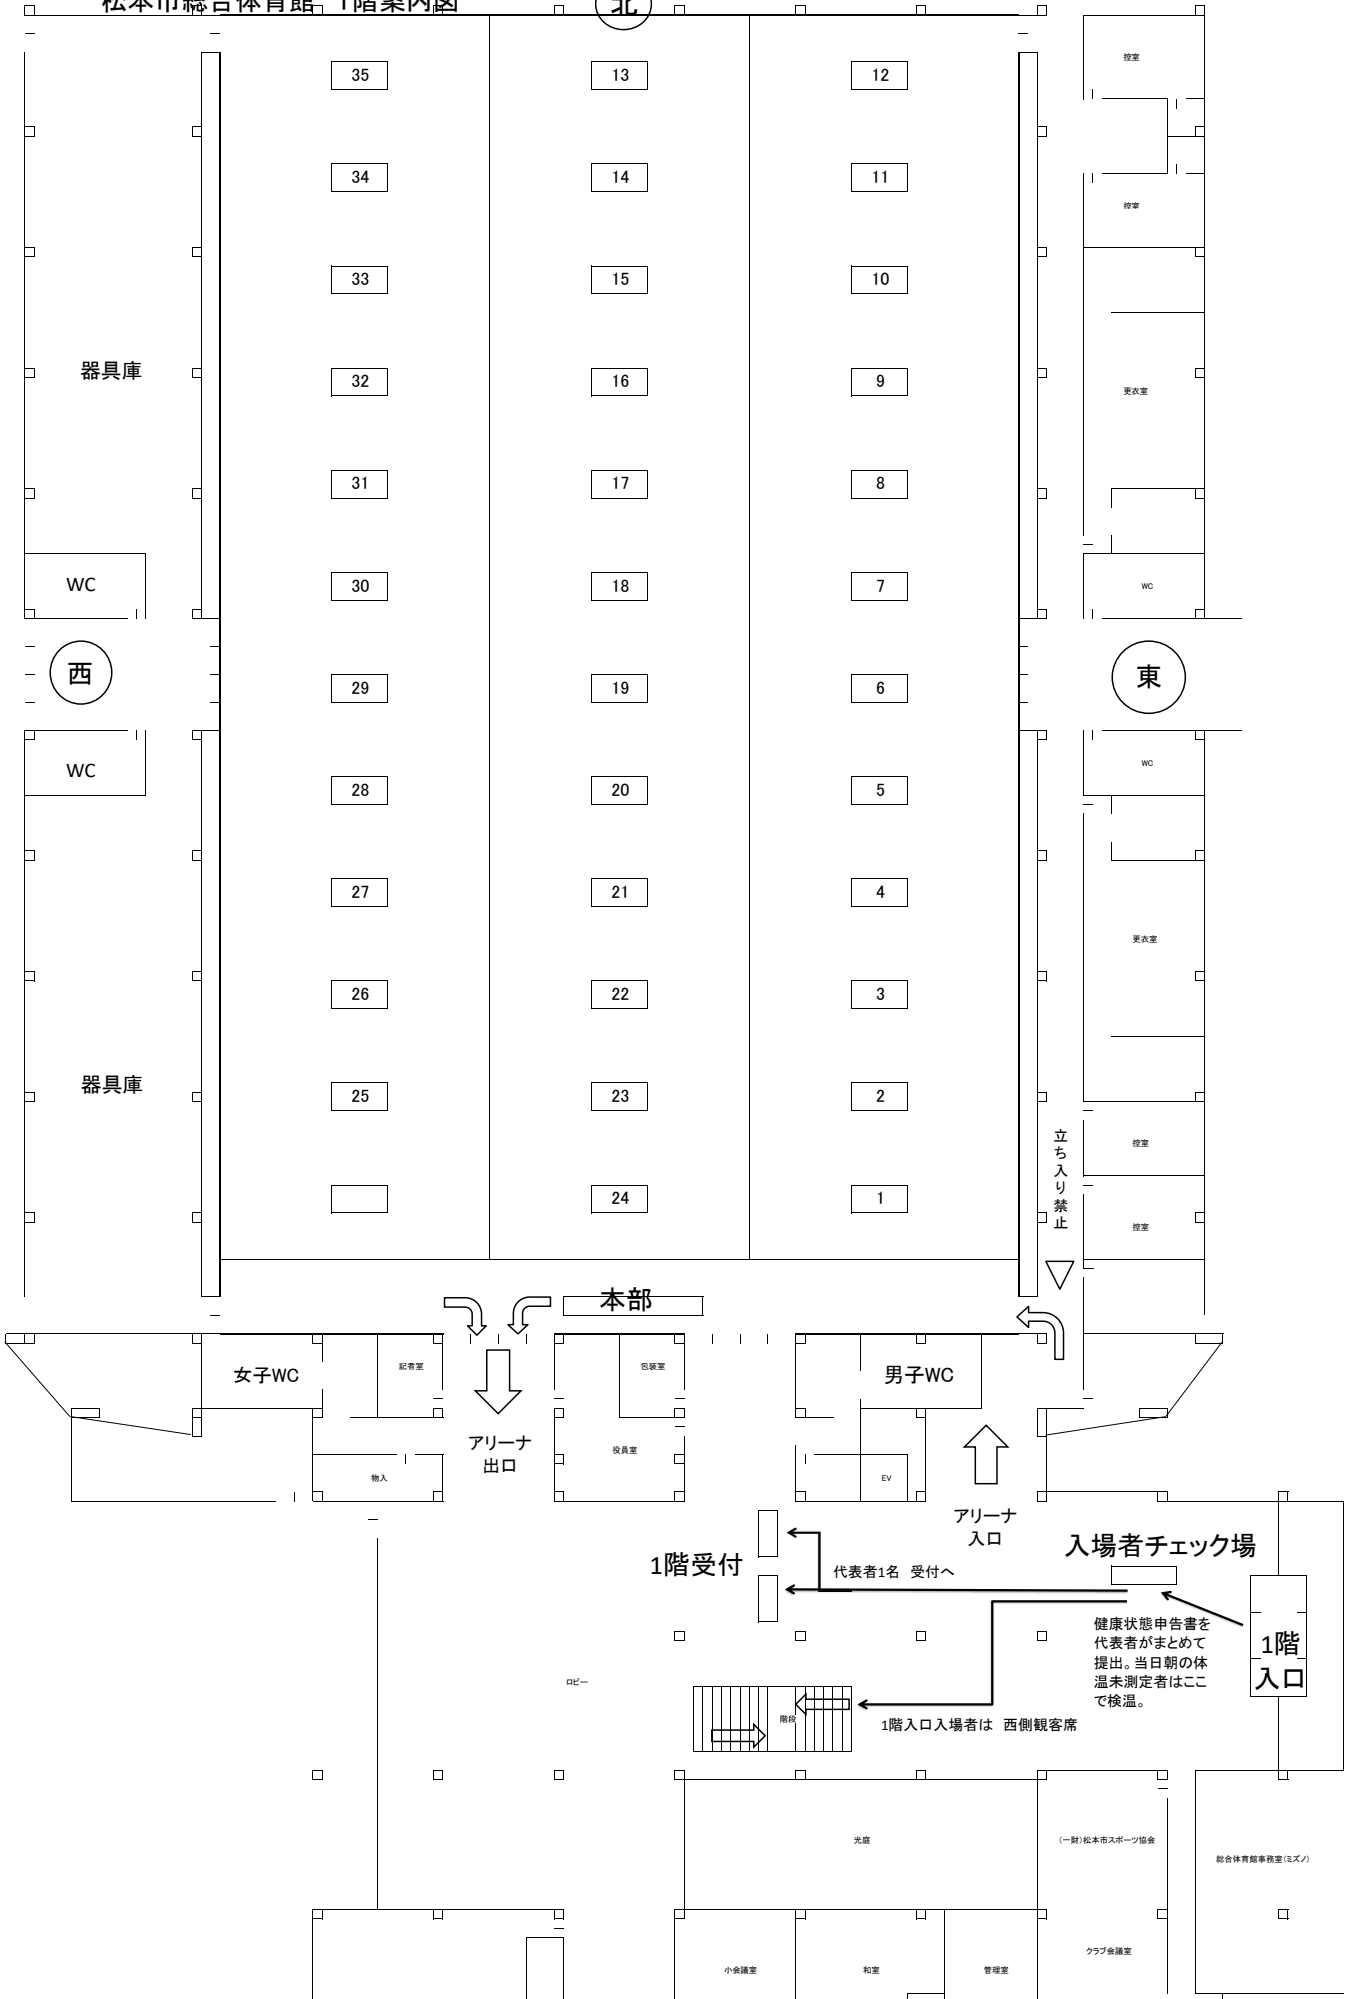 松本市総合体育館　1階案内図
北
35
13
12
控室
34
14
11
控室
33
15
10
器具庫
32
16
9
更衣室
31
17
8
WC
30
18
7
WC
西
29
19
6
東
WC
28
20
5
WC
27
21
4
更衣室
26
22
3
器具庫
25
23
2
立ち入り禁止
控室
24
1
控室
本部
女子WC
記者室
包装室
男子WC
アリーナ
出口
役員室
物入
EV
アリーナ
入口
1階受付
入場者チェック場
代表者1名　受付へ
健康状態申告書を
代表者がまとめて
提出。当日朝の体
温未測定者はここ
で検温。
1階
入口
ロビー
階段
1階入口入場者は　西側観客席
光庭
(一財)松本市スポーツ協会
総合体育館事務室(ミズノ)
クラブ会議室
小会議室
和室
管理室